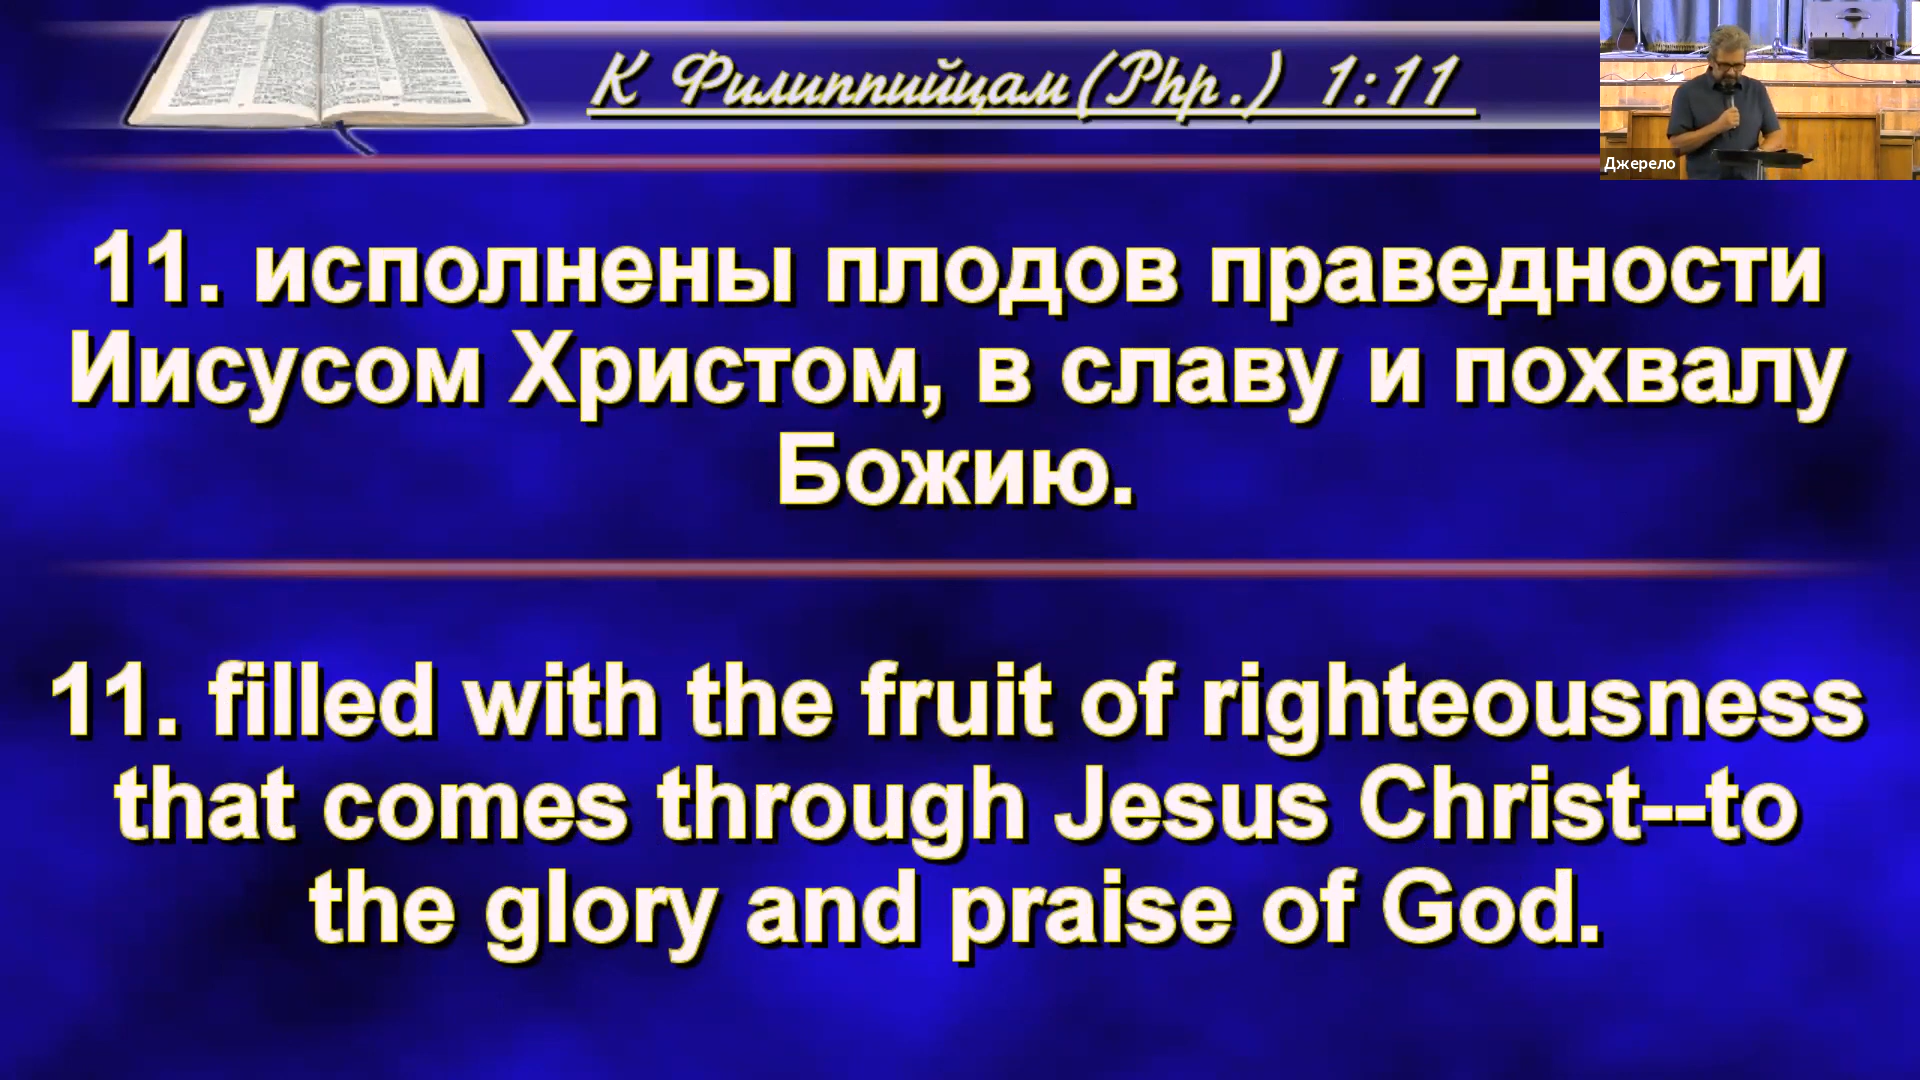 К Филиппийцам(Php.) 1:11
Джерело
11. исполнены плодов праведности
Иисусом Христом, в славу и похвалу
Божию.
11. filled with the fruit of righteousness
that comes through Jesus Christ--to
the glory and praise of God.